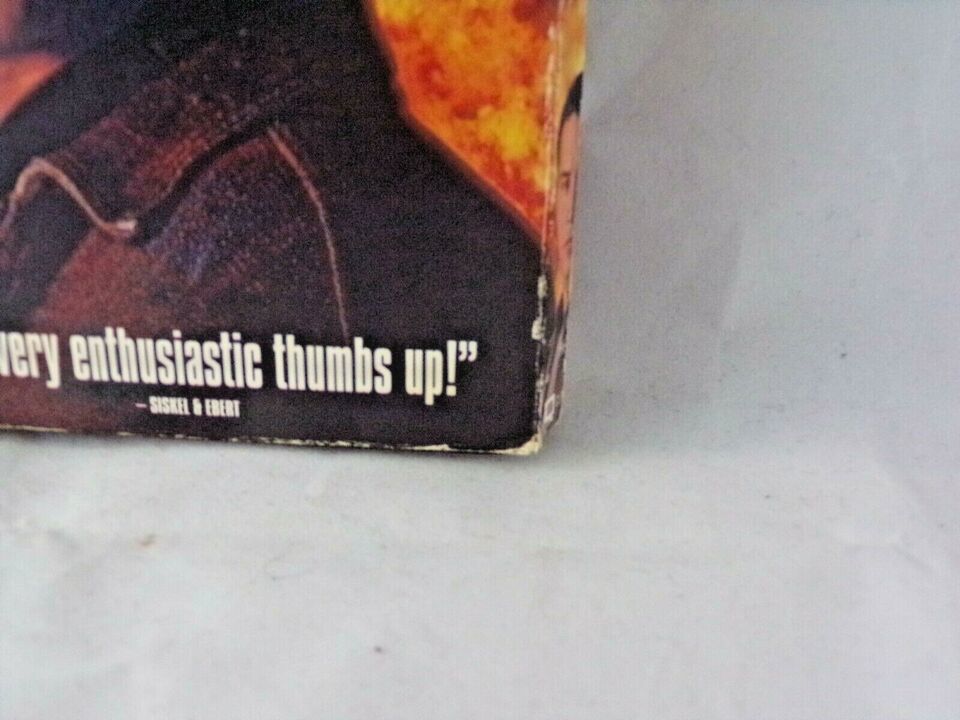 very enthusiastic thumbs up!”
– SISKEL & EBERT